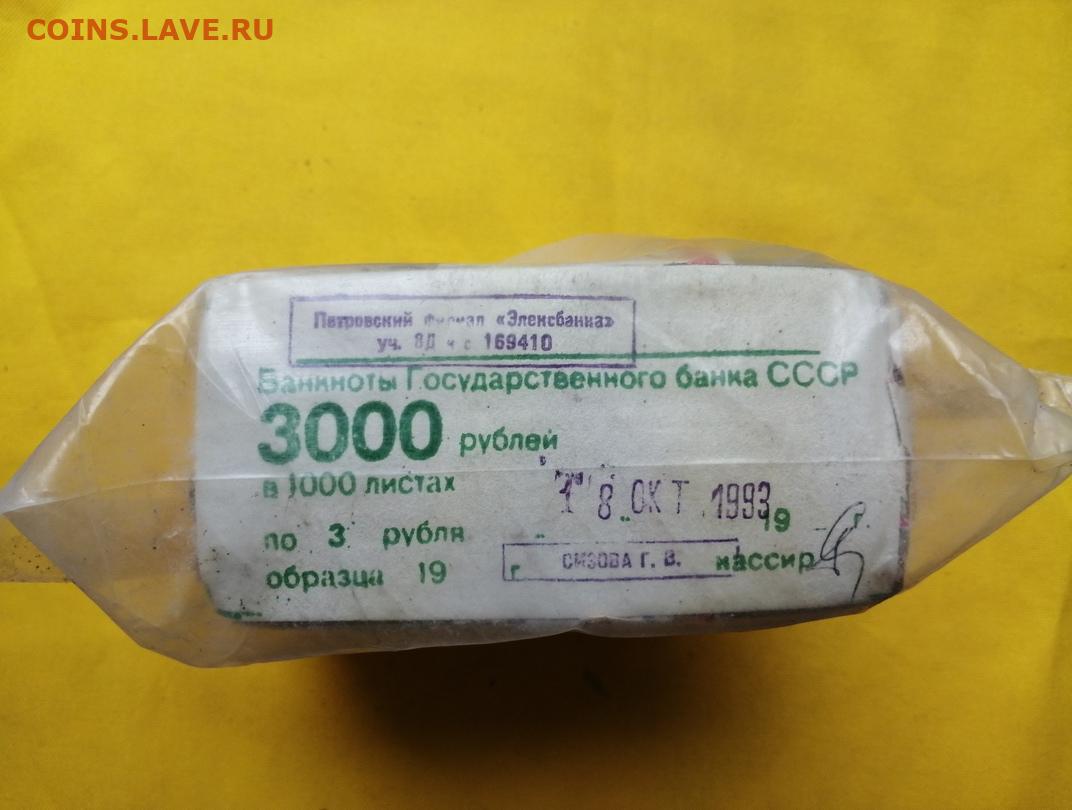 COINS.LAVE.RU
Петровский филиал «Элексбанка»
уч. 169410
Банкноты Государственного банка СССР
3000 рублей
в 1000 листах
18 ОКТ 1993
19 г.
по 3 рубля
образца 19 г
СИЗОВА Г. В.
кассир